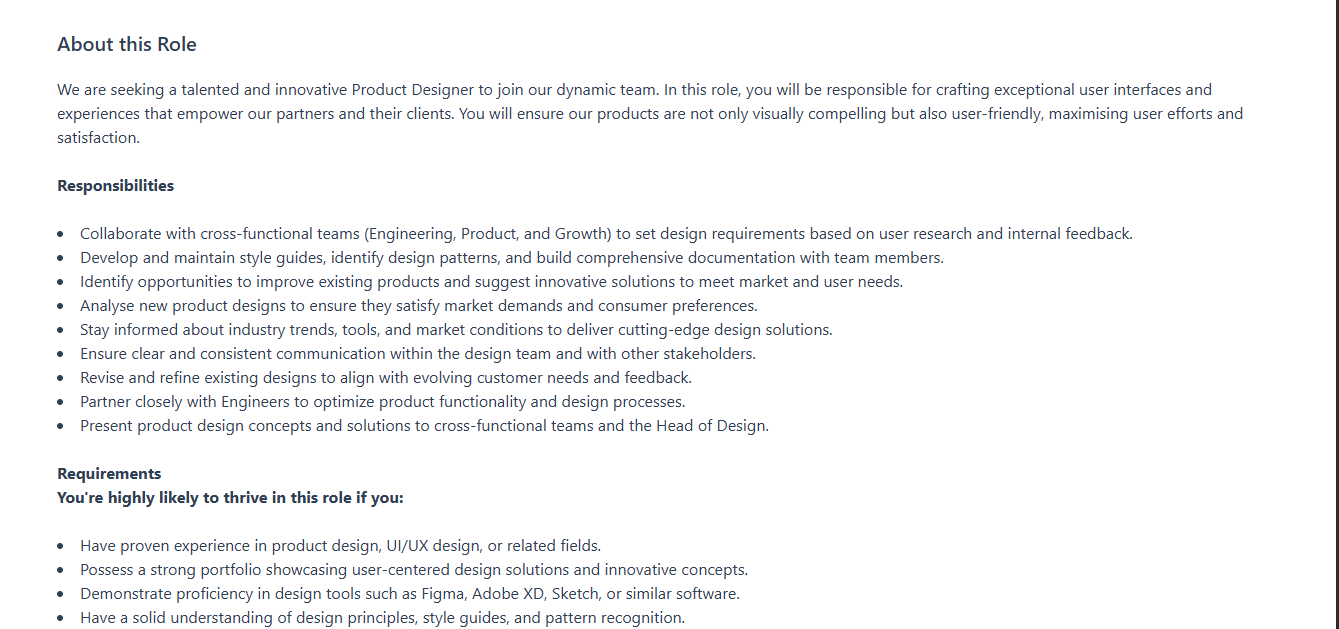 About this Role
We are seeking a talented and innovative Product Designer to join our dynamic team. In this role, you will be responsible for crafting exceptional user interfaces and
experiences that empower our partners and their clients. You will ensure our products are not only visually compelling but also user-friendly, maximising user efforts and
satisfaction.
Responsibilities
• Collaborate with cross-functional teams (Engineering, Product, and Growth) to set design requirements based on user research and internal feedback.
• Develop and maintain style guides, identify design patterns, and build comprehensive documentation with team members.
• Identify opportunities to improve existing products and suggest innovative solutions to meet market and user needs.
• Analyse new product designs to ensure they satisfy market demands and consumer preferences.
• Stay informed about industry trends, tools, and market conditions to deliver cutting-edge design solutions.
• Ensure clear and consistent communication within the design team and with other stakeholders.
• Revise and refine existing designs to align with evolving customer needs and feedback.
• Partner closely with Engineers to optimize product functionality and design processes.
• Present product design concepts and solutions to cross-functional teams and the Head of Design.
Requirements
You're highly likely to thrive in this role if you:
• Have proven experience in product design, UI/UX design, or related fields.
• Possess a strong portfolio showcasing user-centered design solutions and innovative concepts.
• Demonstrate proficiency in design tools such as Figma, Adobe XD, Sketch, or similar software.
• Have a solid understanding of design principles, style guides, and pattern recognition.